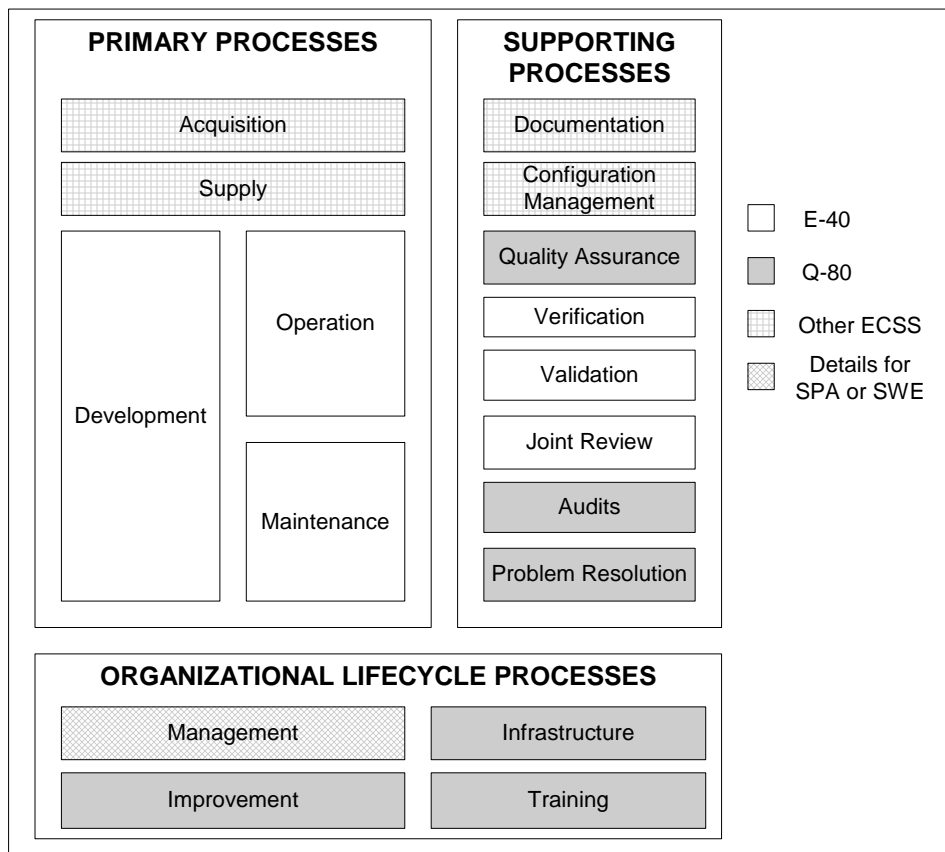 PRIMARY PROCESSES
Acquisition
Supply
Development
Operation
Maintenance
SUPPORTING
PROCESSES
Documentation
Configuration
Management
Quality Assurance
Verification
Validation
Joint Review
Audits
Problem Resolution
E-40
Q-80
Other ECSS
Details for
SPA or SWE
ORGANIZATIONAL LIFECYCLE PROCESSES
Management
Infrastructure
Improvement
Training